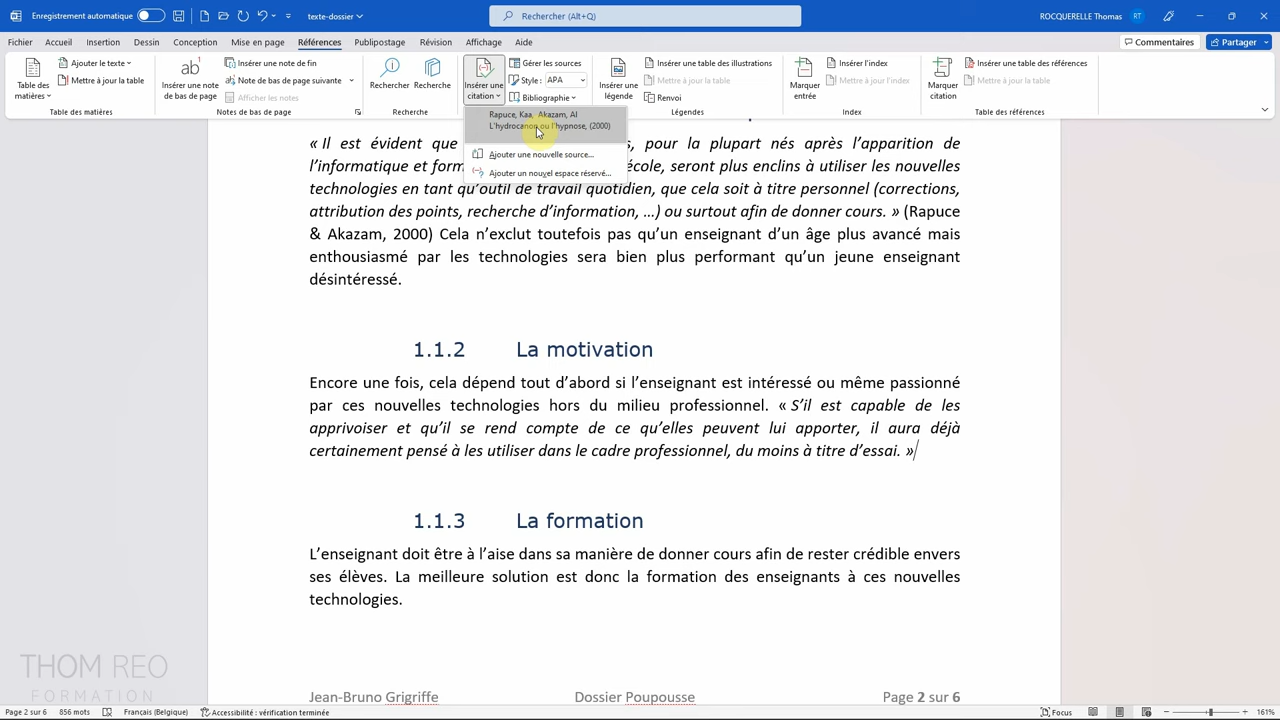 Enregistrement automatique
texte-dossier
Rechercher (Alt+Q)
ROCQUERELLE Thomas
RT
Fichier Accueil Insertion Dessin Conception Mise en page Références Publipostage Révision Affichage Aide
Commentaires
Partager
Table des matières
Ajouter le texte
Mettre à jour la table
Table des matières
Insérer une note de bas de page
ab
Insérer une note de fin
Note de bas de page suivante
Afficher les notes
Notes de bas de page
Rechercher
Recherche
Recherche
Insérer une citation
Gérer les sources
Style : APA
Bibliographie
Insérer une légende
Insérer une table des illustrations
Mettre à jour la table
Renvoi
Légendes
Marquer entrée
Insérer l'index
Mettre à jour l'index
Index
Marquer citation
Insérer une table des références
Mettre à jour la table
Table des références
Rapuce, Kaa, Akazam, Al
L'hydrocanon ou l'hypnose, (2000)
Ajouter une nouvelle source...
Ajouter un nouvel espace réservé...
« Il est évident que
s, pour la plupart nés après l'apparition de
l'informatique et form
école, seront plus enclins à utiliser les nouvelles
technologies en tant qu'outil de travail quotidien, que cela soit à titre personnel (corrections,
attribution des points, recherche d'information, …) ou surtout afin de donner cours. » (Rapuce
& Akazam, 2000) Cela n'exclut toutefois pas qu'un enseignant d'un âge plus avancé mais
enthousiasmé par les technologies sera bien plus performant qu'un jeune enseignant
désintéressé.
1.1.2 La motivation
Encore une fois, cela dépend tout d'abord si l'enseignant est intéressé ou même passionné
par ces nouvelles technologies hors du milieu professionnel. « S'il est capable de les
apprivoiser et qu'il se rend compte de ce qu'elles peuvent lui apporter, il aura déjà
certainement pensé à les utiliser dans le cadre professionnel, du moins à titre d'essai. »
1.1.3 La formation
L'enseignant doit être à l'aise dans sa manière de donner cours afin de rester crédible envers
ses élèves. La meilleure solution est donc la formation des enseignants à ces nouvelles
technologies.
Jean-Bruno Grigriffe Dossier Poupousse Page 2 sur 6
THOM REO
FORMATION
Page 2 sur 6 856 mots Français (Belgique) Accessibilité : vérification terminée Focus 161%